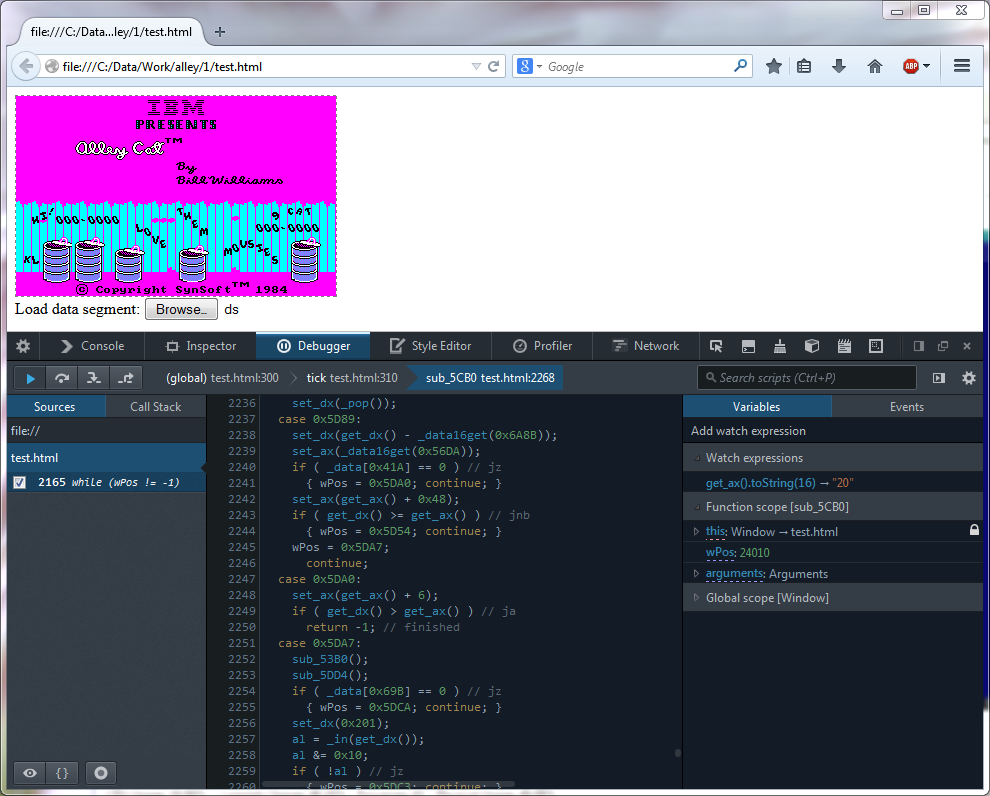 file:///C:/Data...ley/1/test.html
file:///C:/Data/Work/alley/1/test.html
Google
ABP
IBM
PRESENTS
Alley Cat™
By
Bill Williams
HI!
000-0000
LOVE
THEM
MOUSIES
9 CAT
000-0000
KL
© Copyright SynSoft™ 1984
Load data segment: Browse… ds
Console Inspector Debugger Style Editor Profiler Network
(global) test.html:300 tick test.html:310 sub_5CB0 test.html:2268 Search scripts (Ctrl+P)
Sources Call Stack
file://
test.html
2165 while (wPos != -1)
2236 set_dx(_pop());
2237 case 0x5D89:
2238 set_dx(get_dx() - _data16get(0x6A8B));
2239 set_ax(_data16get(0x56DA));
2240 if ( _data[0x41A] == 0 ) // jz
2241 { wPos = 0x5DA0; continue; }
2242 set_ax(get_ax() + 0x48);
2243 if ( get_dx() >= get_ax() ) // jnb
2244 { wPos = 0x5D54; continue; }
2245 wPos = 0x5DA7;
2246 continue;
2247 case 0x5DA0:
2248 set_ax(get_ax() + 6);
2249 if ( get_dx() > get_ax() ) // ja
2250 return -1; // finished
2251 case 0x5DA7:
2252 sub_53B0();
2253 sub_5DD4();
2254 if ( _data[0x69B] == 0 ) // jz
2255 { wPos = 0x5DCA; continue; }
2256 set_dx(0x201);
2257 al = _in(get_dx());
2258 al &= 0x10;
2259 if ( !al ) // jz
2260 { wPos = 0x5DC3; continue; }
Variables Events
Add watch expression
Watch expressions
get_ax().toString(16) → "20"
Function scope [sub_5CB0]
this: Window → test.html
wPos: 24010
arguments: Arguments
Global scope [Window]